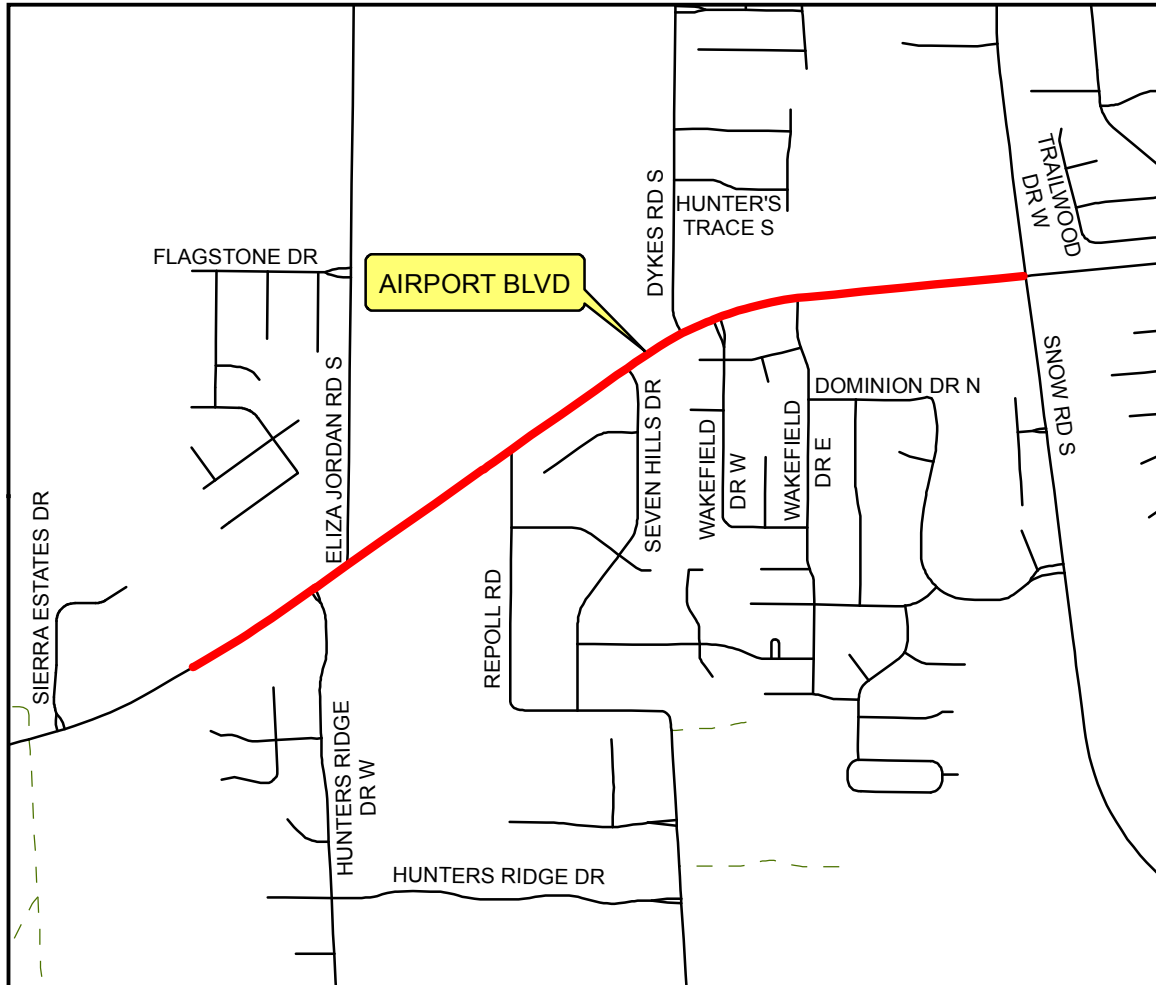 TRAILWOOD
DR W
DYKES RD S
HUNTER'S
TRACE S
FLAGSTONE DR
AIRPORT BLVD
SNOW RD S
ELIZA JORDAN RD S
SEVEN HILLS DR
DOMINION DR N
WAKEFIELD
DR W
WAKEFIELD
DR E
SIERRA ESTATES DR
REPOLL RD
HUNTERS RIDGE
DR W
HUNTERS RIDGE DR